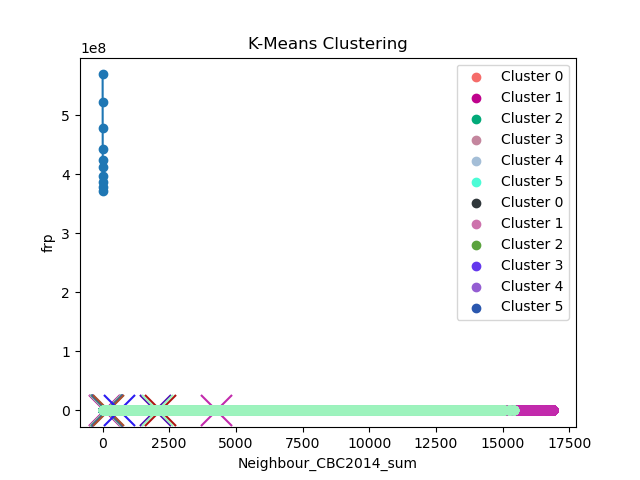 K-Means Clustering
1e8
5
4
3
2
1
0
frp
0 2500 5000 7500 10000 12500 15000 17500
Neighbour_CBC2014_sum
Cluster 0
Cluster 1
Cluster 2
Cluster 3
Cluster 4
Cluster 5
Cluster 0
Cluster 1
Cluster 2
Cluster 3
Cluster 4
Cluster 5